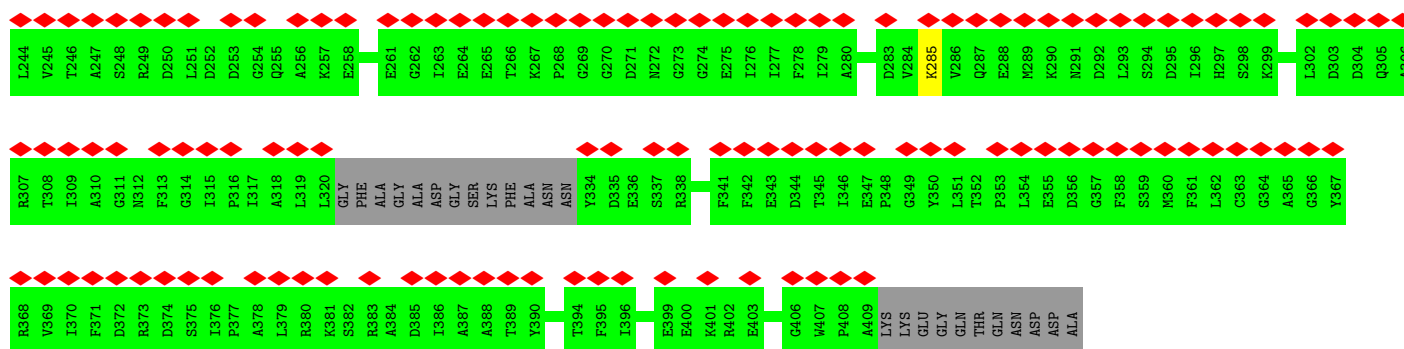 L244 V245 T246 A247 S248 R249 D250 L251 D252 D253 G254 Q255 A256 K257 E258 E261 G262 I263 E264 E265 T266 K267 P268 G269 G270 D271 N272 G273 G274 E275 I276 I277 F278 I279 A280 D283 V284 K285 V286 Q287 E288 M289 K290 N291 D292 L293 S294 D295 I296 H297 S298 K299 L302 D303 D304 Q305
R307 T308 I309 A310 G311 N312 F313 G314 I315 P316 I317 A318 L319 L320 GLY PHE ALA GLY ALA ASP GLY SER LYS PHE ALA ASN ASN Y334 D335 E336 S337 R338 F341 F342 E343 D344 T345 I346 E347 P348 G349 Y350 L351 T352 P353 L354 E355 D356 G357 F358 S359 M360 F361 L362 C363 G364 A365 G366 Y367
R368 V369 I370 F371 D372 R373 D374 S375 I376 P377 A378 L379 R380 K381 S382 R383 A384 D385 I386 A387 A388 T389 Y390 T394 F395 I396 E399 E400 K401 R402 E403 G406 W407 P408 A409 LYS LYS GLU GLY GLN THR GLN ASN ASP ASP ALA